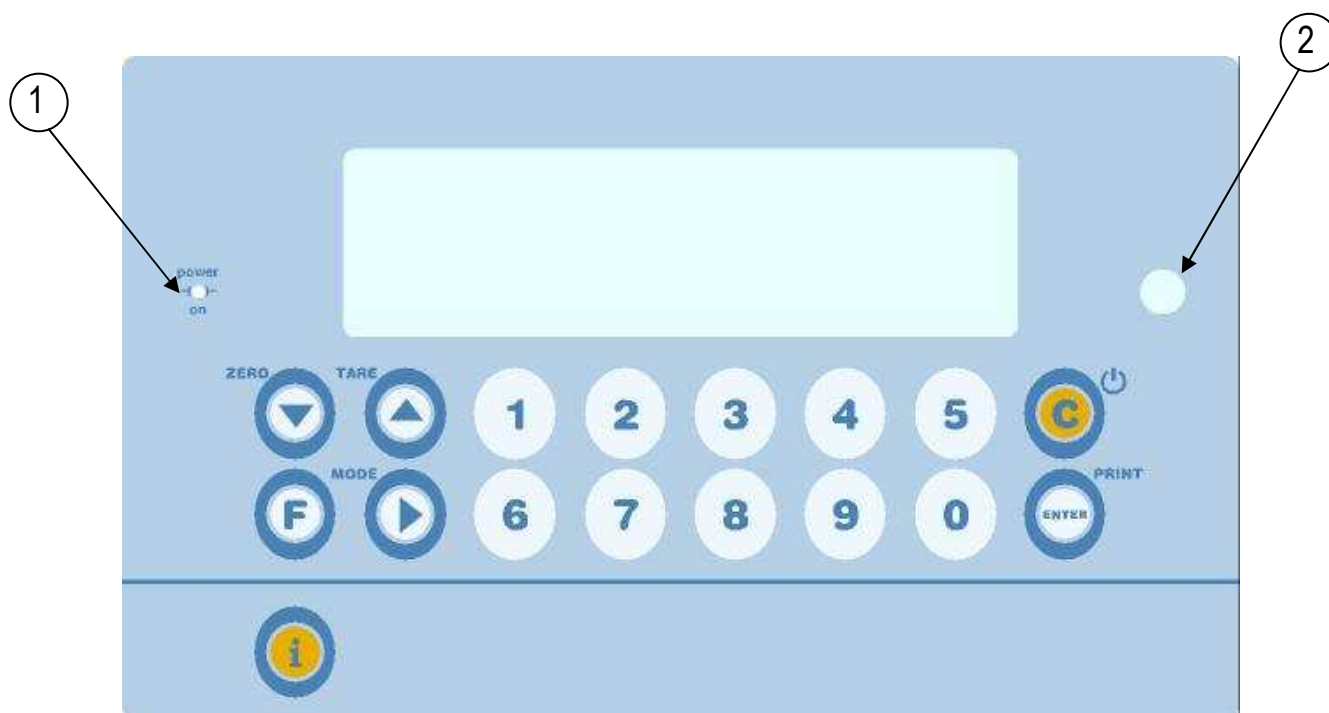 1
2
power
on
ZERO TARE
1 2 3 4 5 C
MODE PRINT
F 6 7 8 9 0 ENTER
i